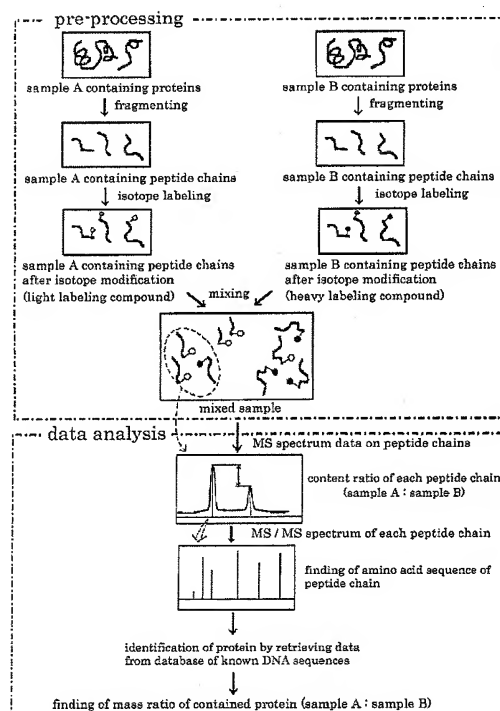 pre-processing
sample A containing proteins
fragmenting
sample A containing peptide chains
isotope labeling
sample A containing peptide chains
after isotope modification
(light labeling compound)
sample B containing proteins
fragmenting
sample B containing peptide chains
isotope labeling
sample B containing peptide chains
after isotope modification
(heavy labeling compound)
mixing
mixed sample
data analysis
MS spectrum data on peptide chains
content ratio of each peptide chain
(sample A : sample B)
MS / MS spectrum of each peptide chain
finding of amino acid sequence of
peptide chain
identification of protein by retrieving data
from database of known DNA sequences
finding of mass ratio of contained protein (sample A : sample B)